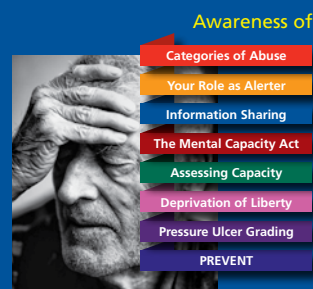 Awareness of
Categories of Abuse
Your Role as Alerter
Information Sharing
The Mental Capacity Act
Assessing Capacity
Deprivation of Liberty
Pressure Ulcer Grading
PREVENT